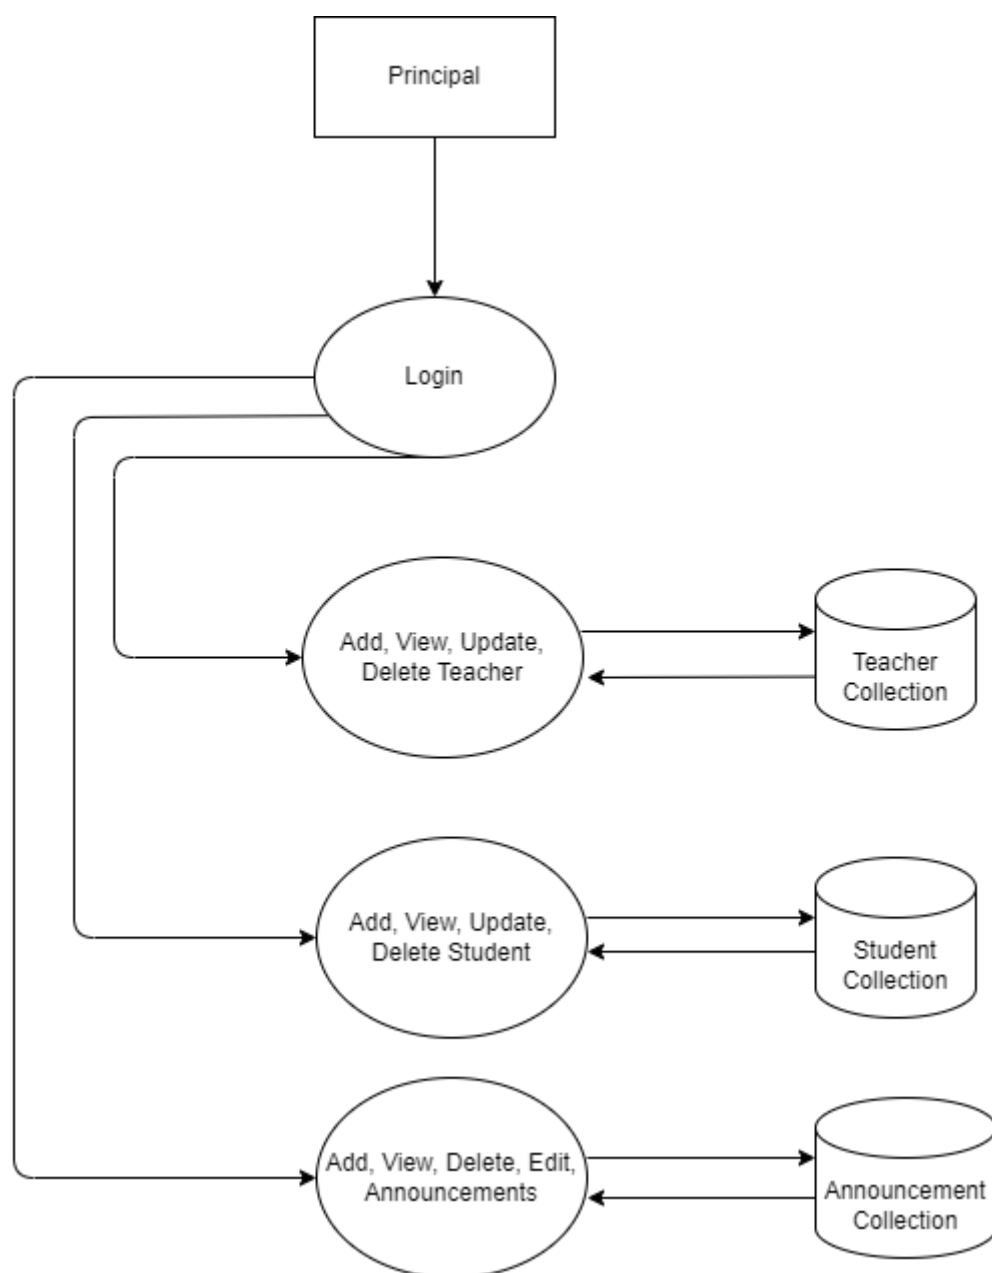 Principal
Login
Add, View, Update,
Delete Teacher
Teacher
Collection
Add, View, Update,
Delete Student
Student
Collection
Add, View, Delete, Edit,
Announcements
Announcement
Collection